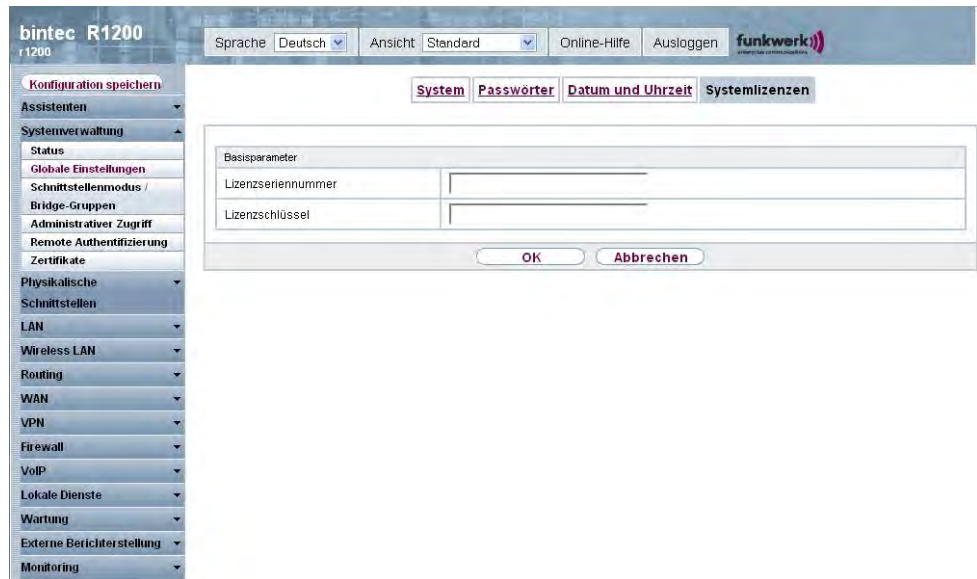 bintec R1200
r1200
Sprache Deutsch Ansicht Standard Online-Hilfe Ausloggen funkwerk
Konfiguration speichern
System Passwörter Datum und Uhrzeit Systemlizenzen
Assistenten
Systemverwaltung
Status
Globale Einstellungen
Schnittstellenmodus /
Bridge-Gruppen
Administrativer Zugriff
Remote Authentifizierung
Zertifikate
Physikalische
Schnittstellen
LAN
Wireless LAN
Routing
WAN
VPN
Firewall
VoIP
Lokale Dienste
Wartung
Externe Berichterstellung
Monitoring
Basisparameter
Lizenzseriennummer
Lizenzschlüssel
OK Abbrechen